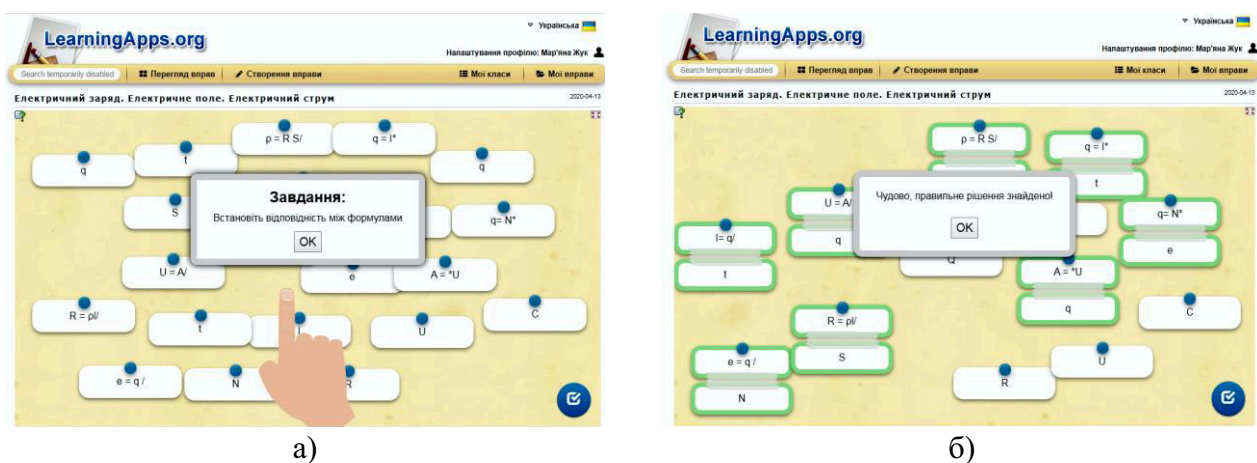 Українська
LearningApps.org
Налаштування профілю: Мар'яна Жук
Search temporarily disabled Перегляд вправ Створення вправи Мої класи Мої вправи
Електричний заряд. Електричне поле. Електричний струм 2020-04-13
ρ = R S/ q = I*
q t q
Завдання:
Встановіть відповідність між формулами
OK
S q= N*
U = A/ e A = *U
R = ρl/ t U C
e = q / N R
а)
Українська
LearningApps.org
Налаштування профілю: Мар'яна Жук
Search temporarily disabled Перегляд вправ Створення вправи Мої класи Мої вправи
Електричний заряд. Електричне поле. Електричний струм 2020-04-13
ρ = R S/ q = I*
t
Чудово, правильне рішення знайдено!
OK
U = A/ q= N*
I= q/ q e
t Q A = *U
q
R = ρl/ C
S
e = q / U
N R
б)